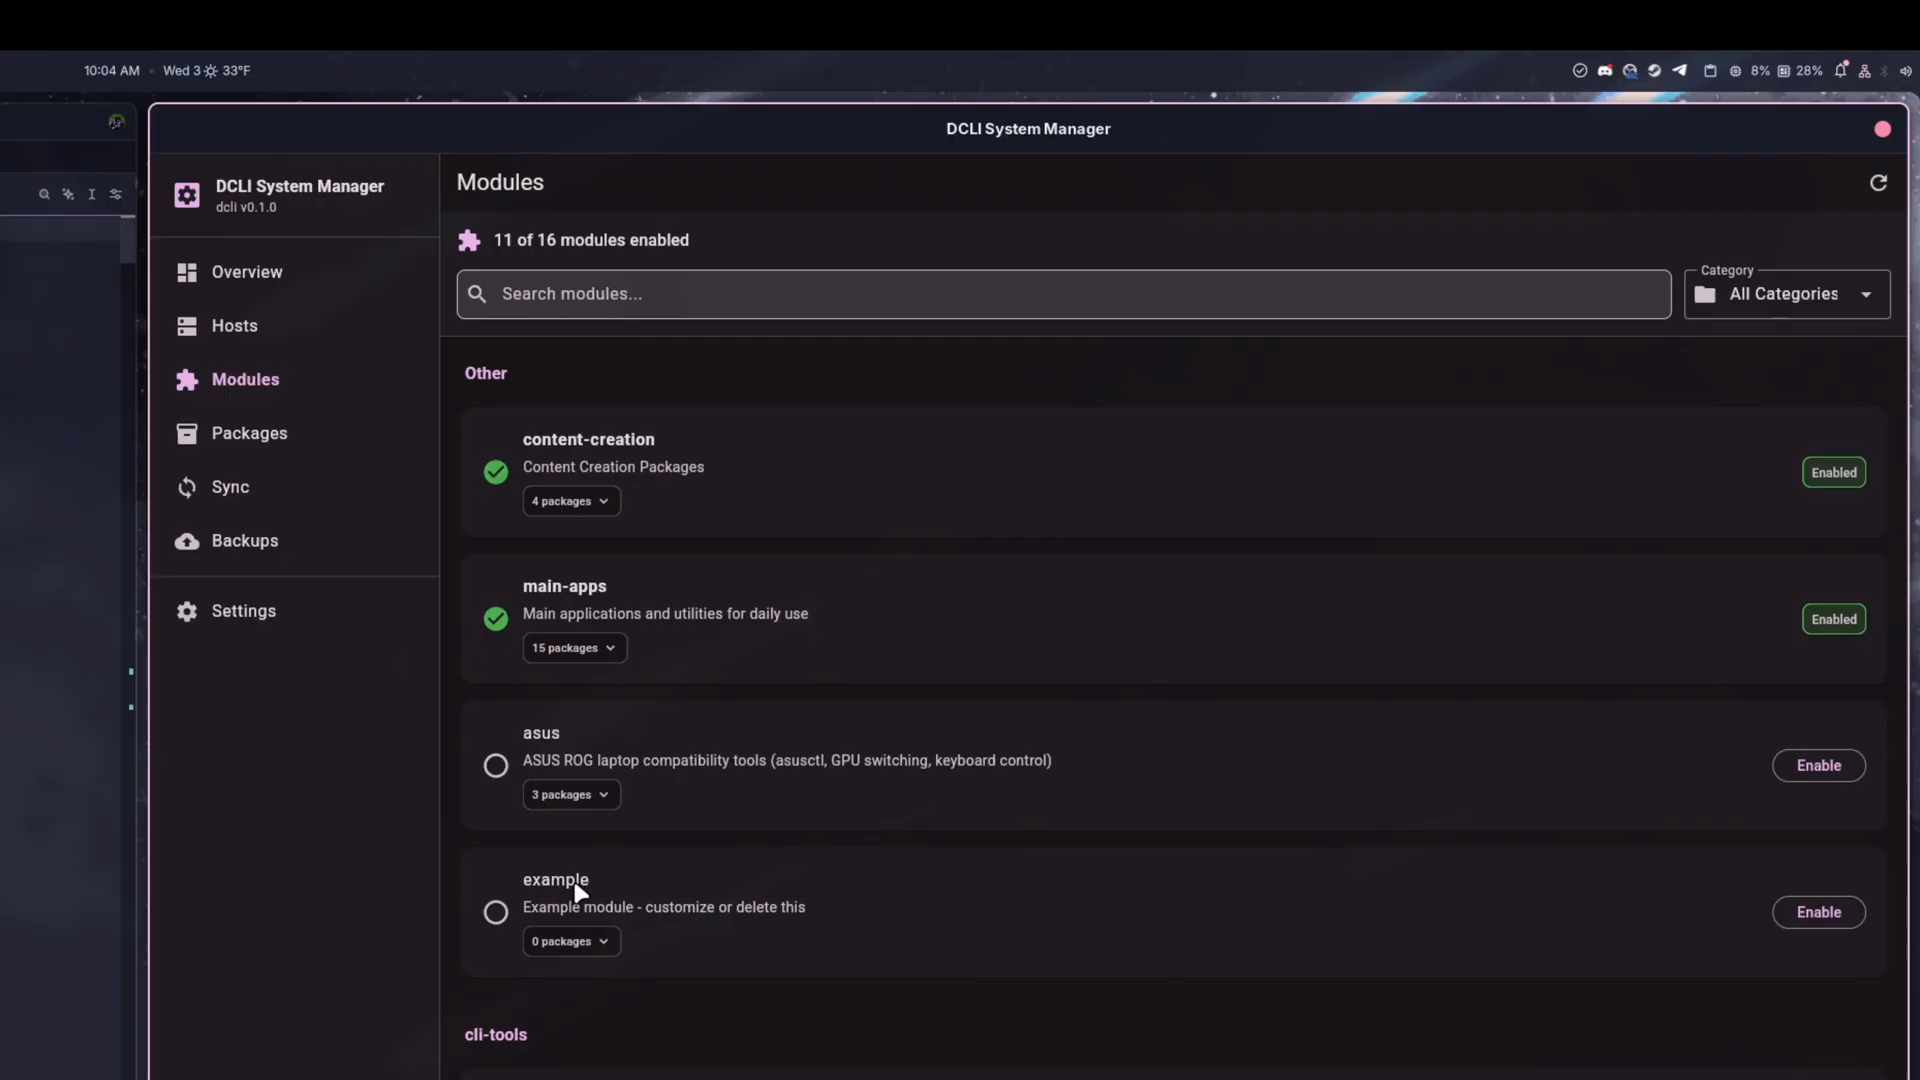 10:04 AM • Wed 3 33°F
8% 28%
DCLI System Manager
DCLI System Manager
dcli v0.1.0
Overview
Hosts
Modules
Packages
Sync
Backups
Settings
Modules
11 of 16 modules enabled
Search modules...
Category
All Categories
Other
content-creation
Content Creation Packages
4 packages
Enabled
main-apps
Main applications and utilities for daily use
15 packages
Enabled
asus
ASUS ROG laptop compatibility tools (asusctl, GPU switching, keyboard control)
3 packages
Enable
example
Example module - customize or delete this
0 packages
Enable
cli-tools